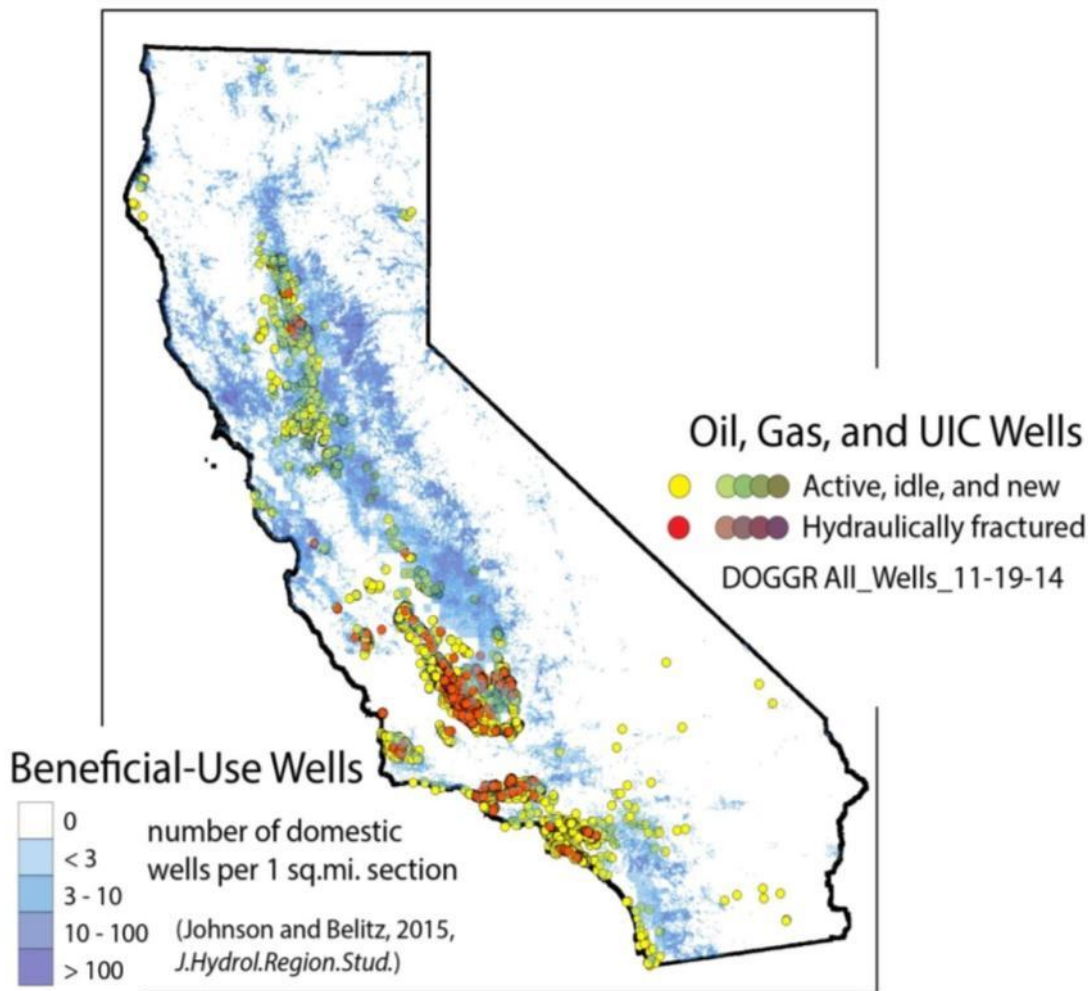 Oil, Gas, and UIC Wells
Active, idle, and new
Hydraulically fractured
DOGGR All_Wells_11-19-14
Beneficial-Use Wells
0
< 3
3 - 10
10 - 100
> 100
number of domestic
wells per 1 sq.mi. section
(Johnson and Belitz, 2015,
J.Hydrol.Region.Stud.)